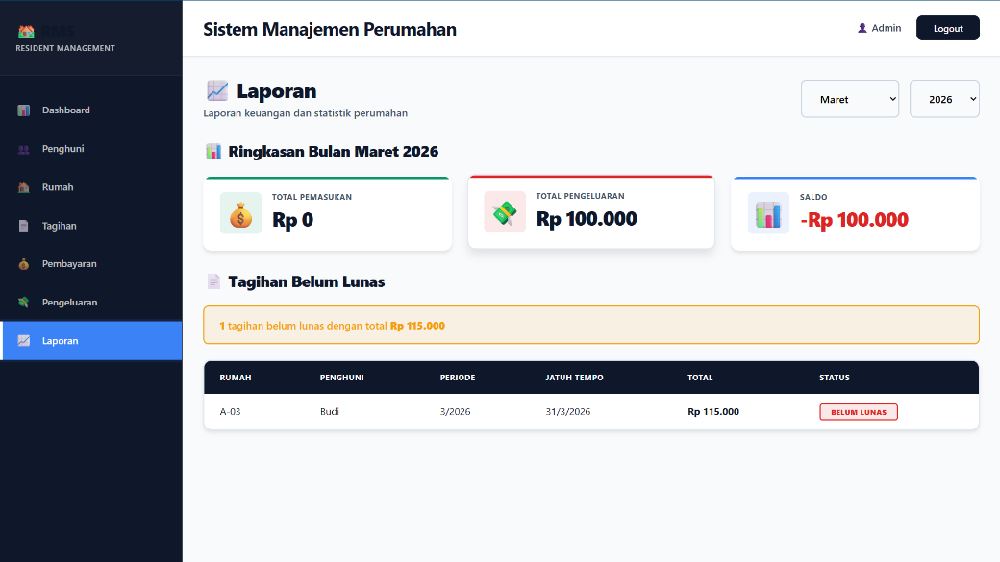 RMS
RESIDENT MANAGEMENT
Dashboard
Penghuni
Rumah
Tagihan
Pembayaran
Pengeluaran
Laporan
Sistem Manajemen Perumahan
Admin
Logout
Laporan
Laporan keuangan dan statistik perumahan
Maret
2026
Ringkasan Bulan Maret 2026
TOTAL PEMASUKAN
Rp 0
TOTAL PENGELUARAN
Rp 100.000
SALDO
-Rp 100.000
Tagihan Belum Lunas
1 tagihan belum lunas dengan total Rp 115.000
RUMAH PENGHUNI PERIODE JATUH TEMPO TOTAL STATUS
A-03 Budi 3/2026 31/3/2026 Rp 115.000 BELUM LUNAS